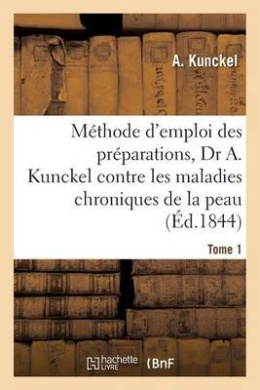 A. Kunckel
Méthode d'emploi des préparations, Dr A.
Kunckel contre les maladies chroniques
de la peau
(Éd.1844)
Tome 1
hachette
LIVRE
{BnF